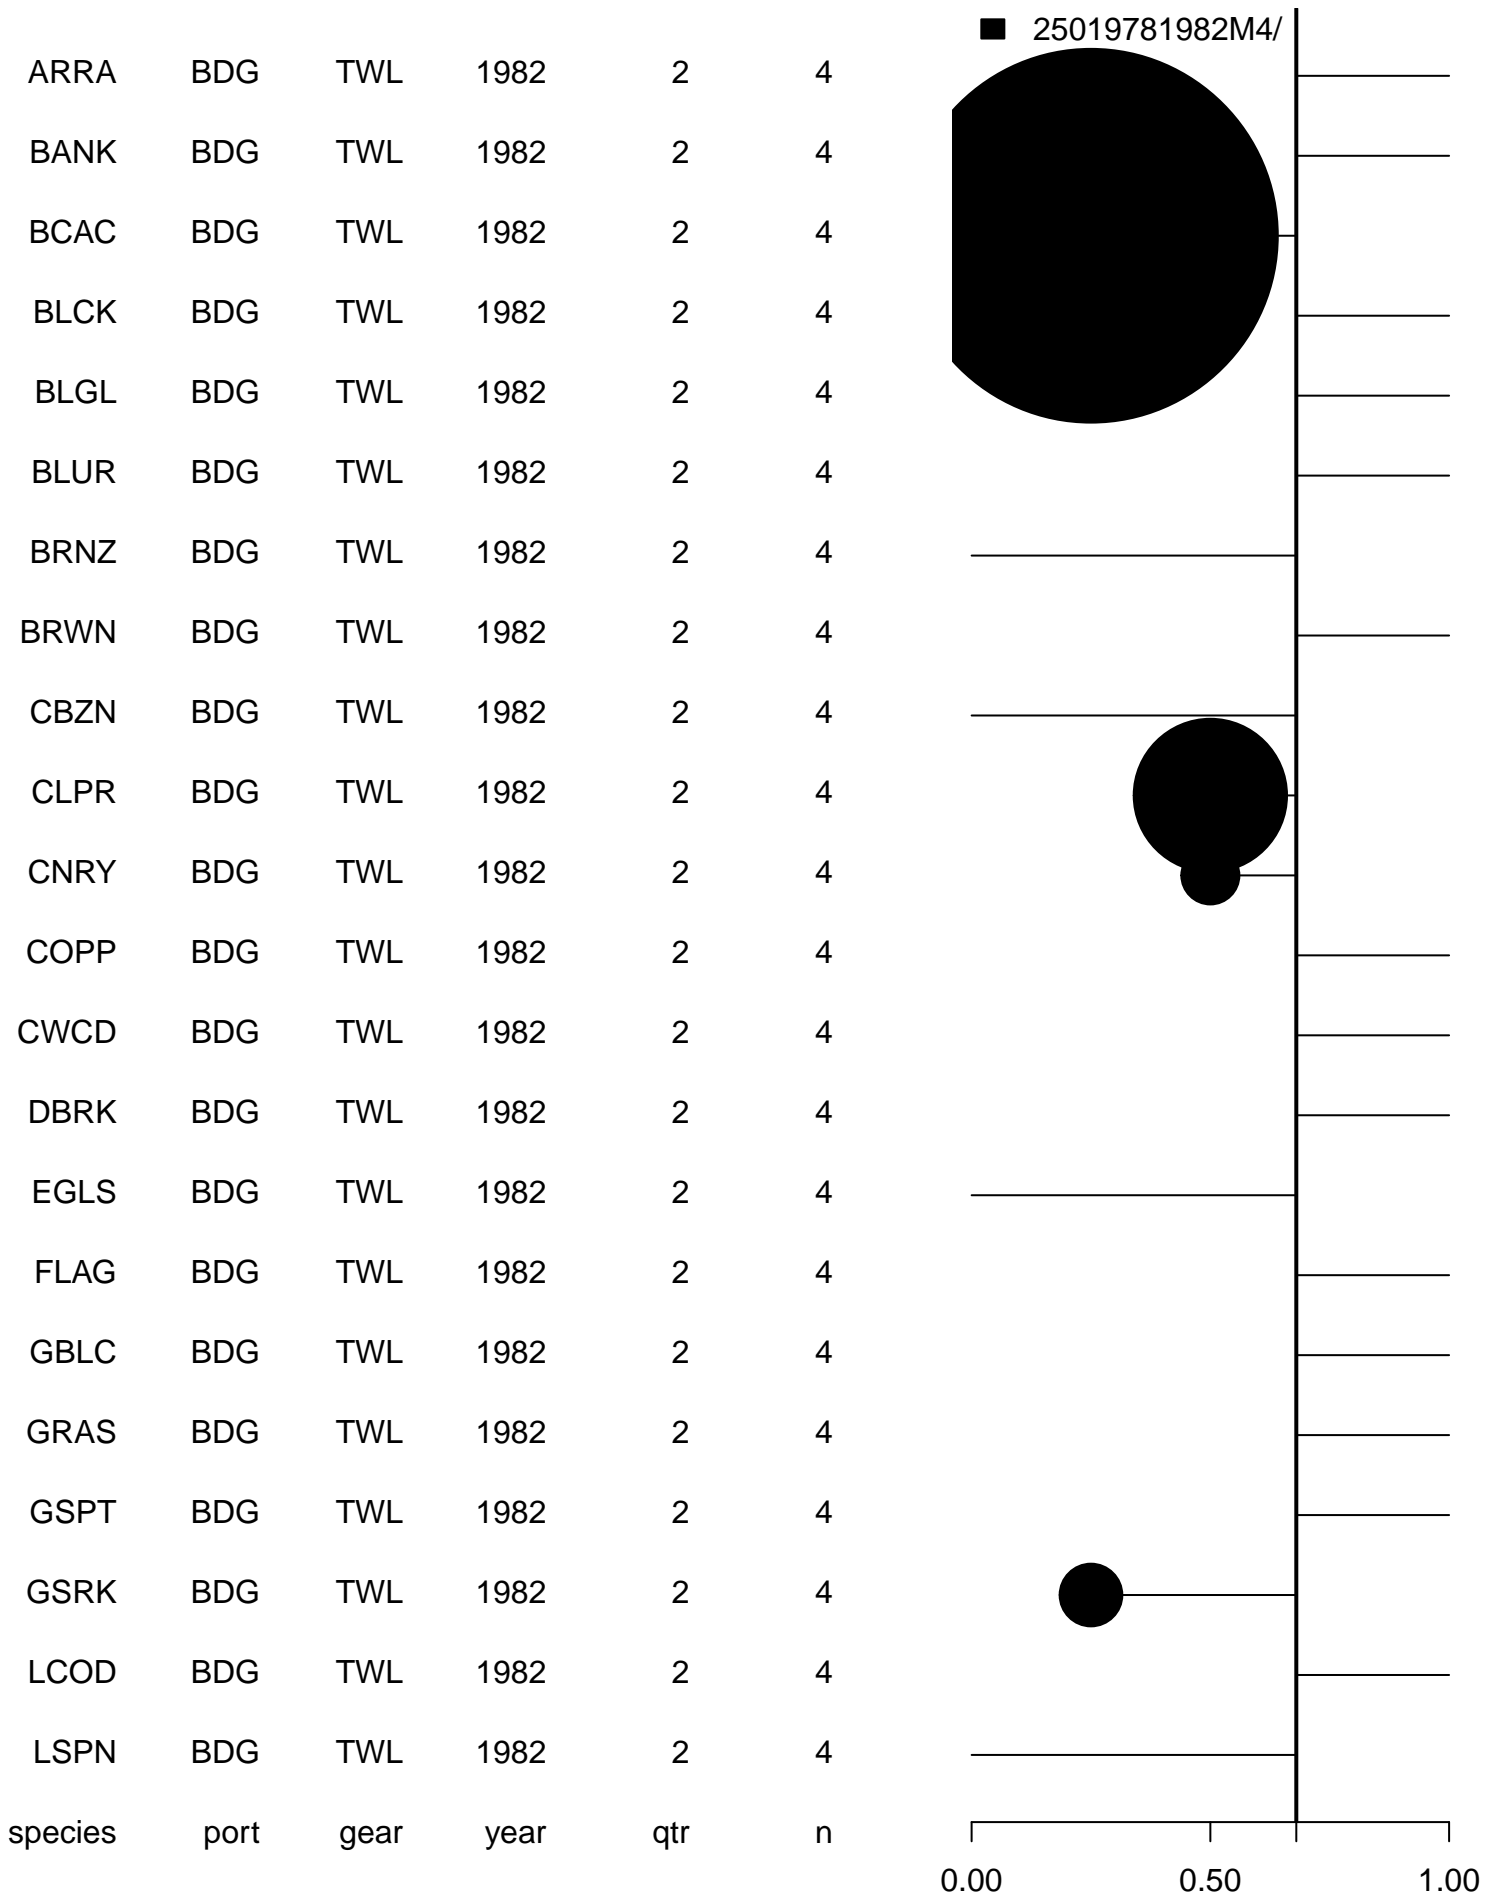 25019781982M4/
ARRA BDG TWL 1982 2 4
BANK BDG TWL 1982 2 4
BCAC BDG TWL 1982 2 4
BLCK BDG TWL 1982 2 4
BLGL BDG TWL 1982 2 4
BLUR BDG TWL 1982 2 4
BRNZ BDG TWL 1982 2 4
BRWN BDG TWL 1982 2 4
CBZN BDG TWL 1982 2 4
CLPR BDG TWL 1982 2 4
CNRY BDG TWL 1982 2 4
COPP BDG TWL 1982 2 4
CWCD BDG TWL 1982 2 4
DBRK BDG TWL 1982 2 4
EGLS BDG TWL 1982 2 4
FLAG BDG TWL 1982 2 4
GBLC BDG TWL 1982 2 4
GRAS BDG TWL 1982 2 4
GSPT BDG TWL 1982 2 4
GSRK BDG TWL 1982 2 4
LCOD BDG TWL 1982 2 4
LSPN BDG TWL 1982 2 4
species port gear year qtr n
0.00 0.50 1.00